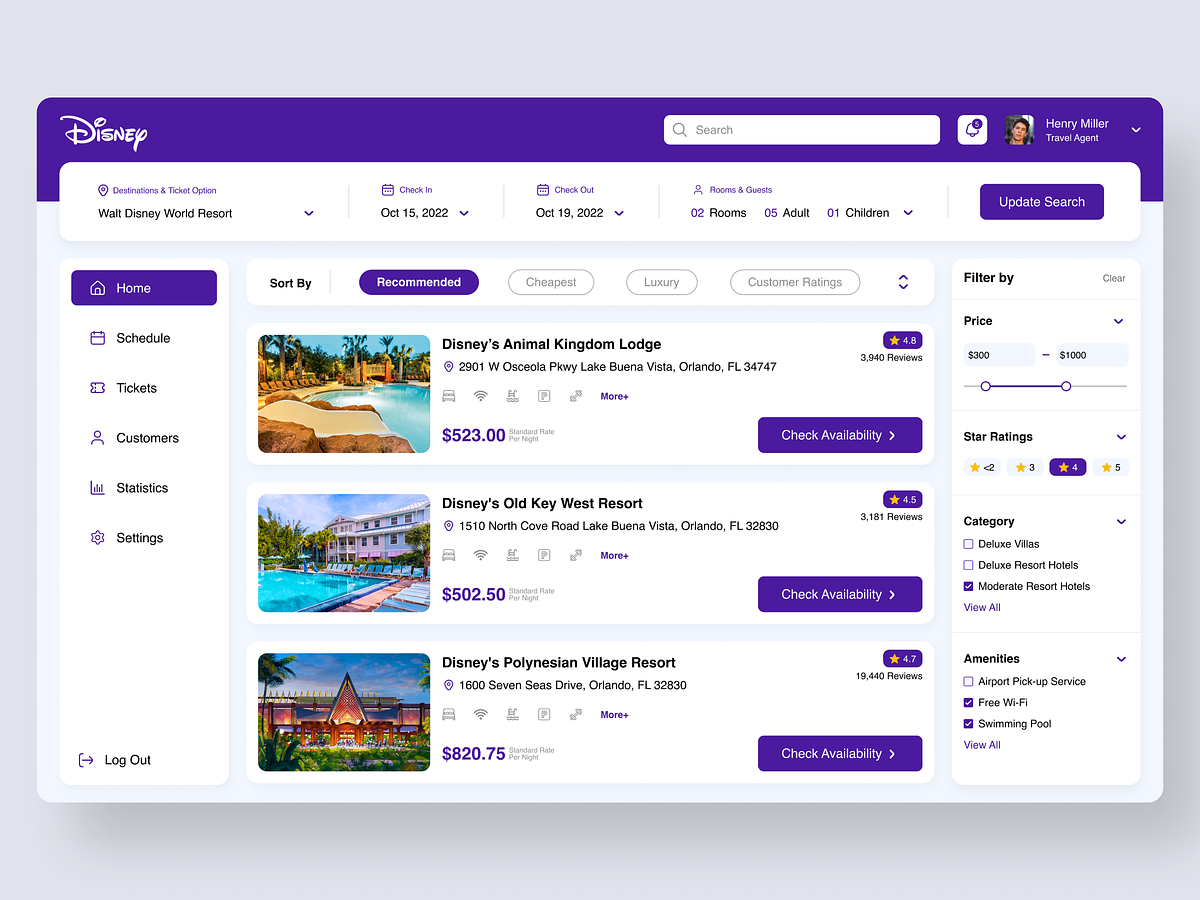 Disney
Search
5
Henry Miller
Travel Agent
Destinations & Ticket Option
Walt Disney World Resort
Check In
Oct 15, 2022
Check Out
Oct 19, 2022
Rooms & Guests
02 Rooms 05 Adult 01 Children
Update Search
Home
Schedule
Tickets
Customers
Statistics
Settings
Log Out
Sort By
Recommended
Cheapest
Luxury
Customer Ratings
Disney’s Animal Kingdom Lodge
4.8
2901 W Osceola Pkwy Lake Buena Vista, Orlando, FL 34747
3,940 Reviews
More+
$523.00
Standard Rate
Per Night
Check Availability
Disney's Old Key West Resort
4.5
1510 North Cove Road Lake Buena Vista, Orlando, FL 32830
3,181 Reviews
More+
$502.50
Standard Rate
Per Night
Check Availability
Disney's Polynesian Village Resort
4.7
1600 Seven Seas Drive, Orlando, FL 32830
19,440 Reviews
More+
$820.75
Standard Rate
Per Night
Check Availability
Filter by
Clear
Price
$300 – $1000
Star Ratings
<2 3 4 5
Category
Deluxe Villas
Deluxe Resort Hotels
Moderate Resort Hotels
View All
Amenities
Airport Pick-up Service
Free Wi-Fi
Swimming Pool
View All